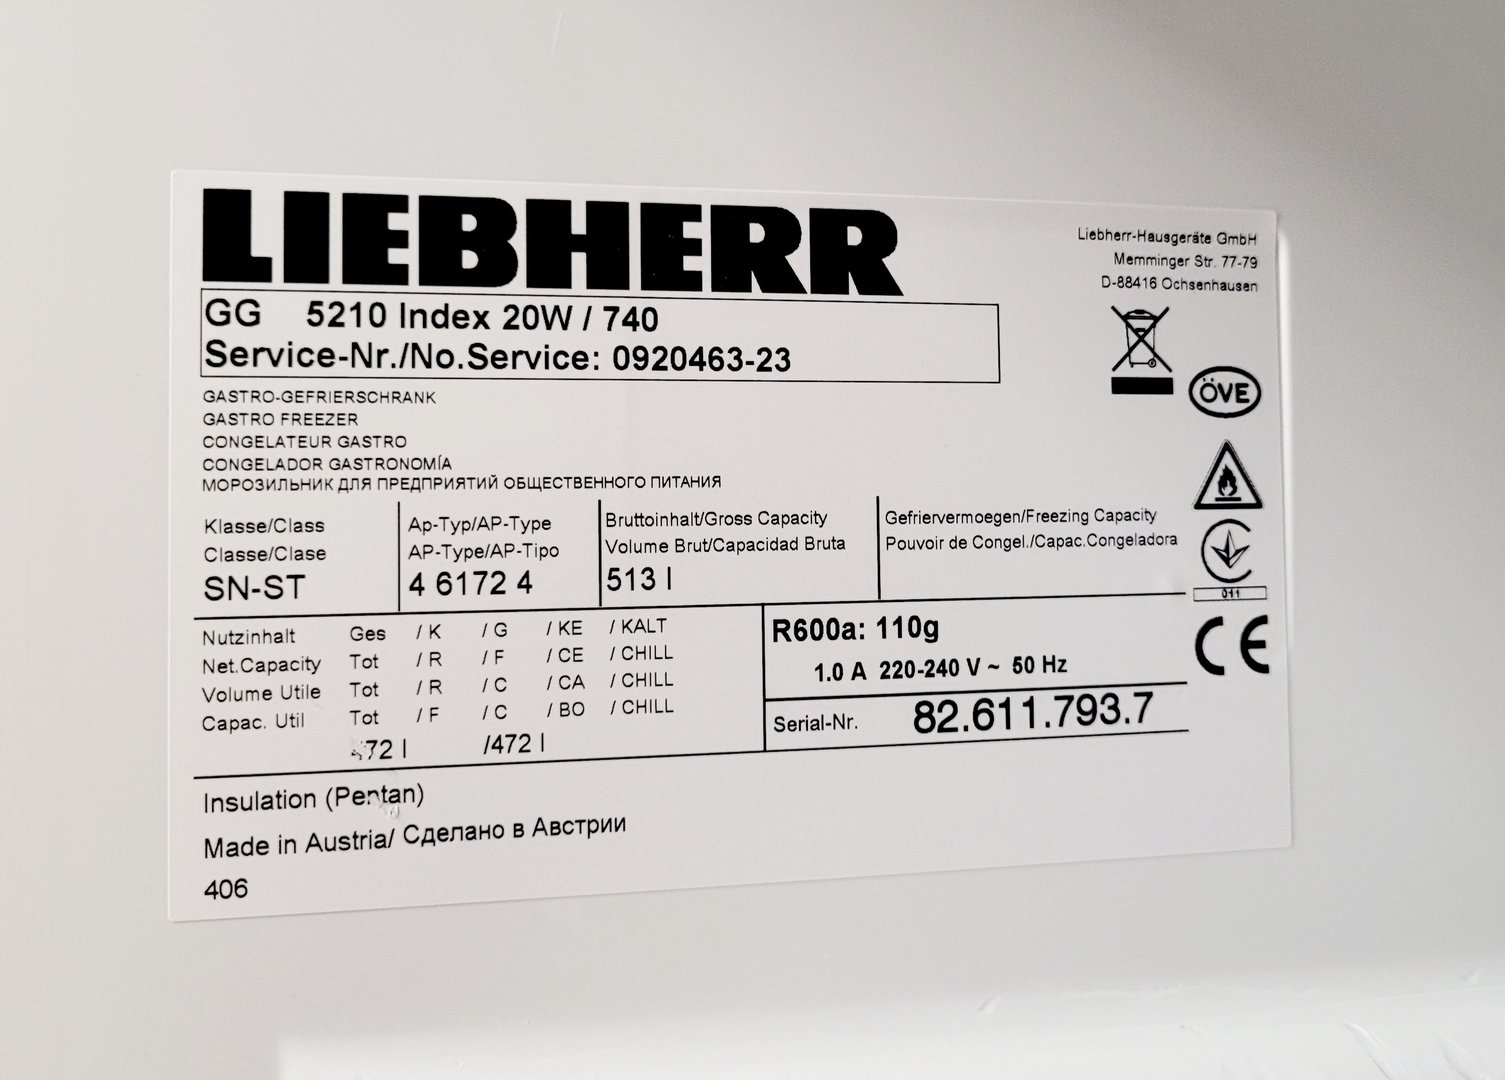 LIEBHERR
Liebherr-Hausgeräte GmbH
Memminger Str. 77-79
D-88416 Ochsenhausen
GG 5210 Index 20W / 740
Service-Nr./No.Service: 0920463-23
ÖVE
GASTRO-GEFRIERSCHRANK
GASTRO FREEZER
CONGELATEUR GASTRO
CONGELADOR GASTRONOMÍA
МОРОЗИЛЬНИК ДЛЯ ПРЕДПРИЯТИЙ ОБЩЕСТВЕННОГО ПИТАНИЯ
Klasse/Class
Classe/Clase
SN-ST
Ap-Typ/AP-Type
AP-Type/AP-Tipo
4 6172 4
Bruttoinhalt/Gross Capacity
Volume Brut/Capacidad Bruta
513 l
Gefriervermoegen/Freezing Capacity
Pouvoir de Congel./Capac.Congeladora
011
CE
Nutzinhalt Ges / K / G / KE / KALT
Net.Capacity Tot / R / F / CE / CHILL
Volume Utile Tot / R / C / CA / CHILL
Capac. Util Tot / F / C / BO / CHILL
472 l /472 l
R600a: 110g
1.0 A 220-240 V ~ 50 Hz
Serial-Nr. 82.611.793.7
Insulation (Pentan)
Made in Austria/ Сделано в Австрии
406